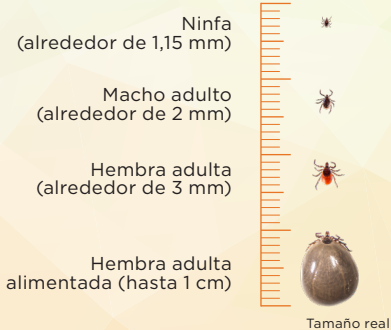 Ninfa
(alrededor de 1,15 mm)
Macho adulto
(alrededor de 2 mm)
Hembra adulta
(alrededor de 3 mm)
Hembra adulta
alimentada (hasta 1 cm)
Tamaño real